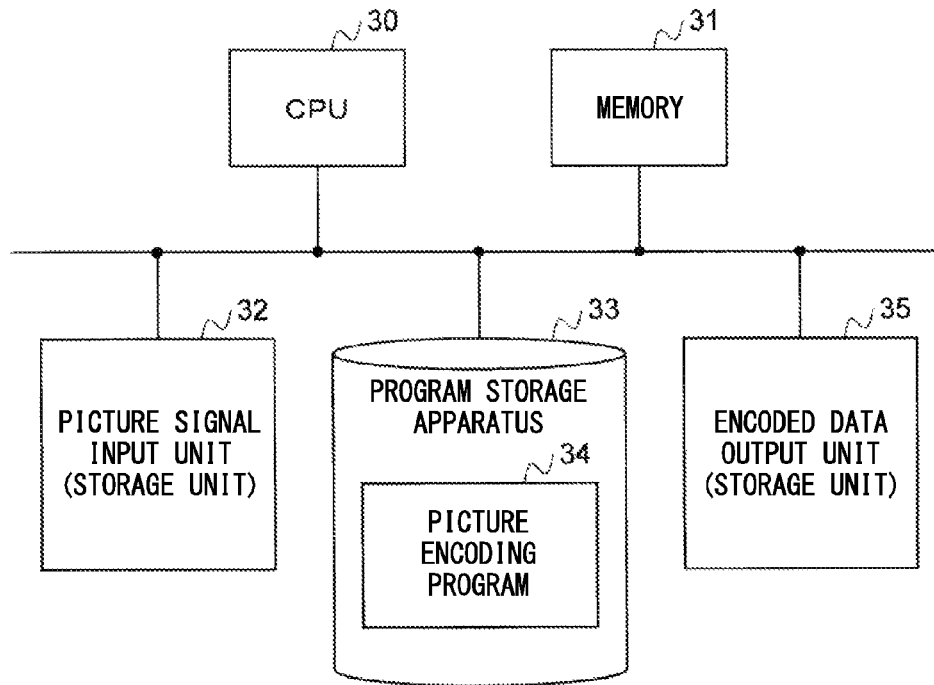 30
CPU
31
MEMORY
32
PICTURE SIGNAL
INPUT UNIT
(STORAGE UNIT)
33
PROGRAM STORAGE
APPARATUS
34
PICTURE
ENCODING
PROGRAM
35
ENCODED DATA
OUTPUT UNIT
(STORAGE UNIT)